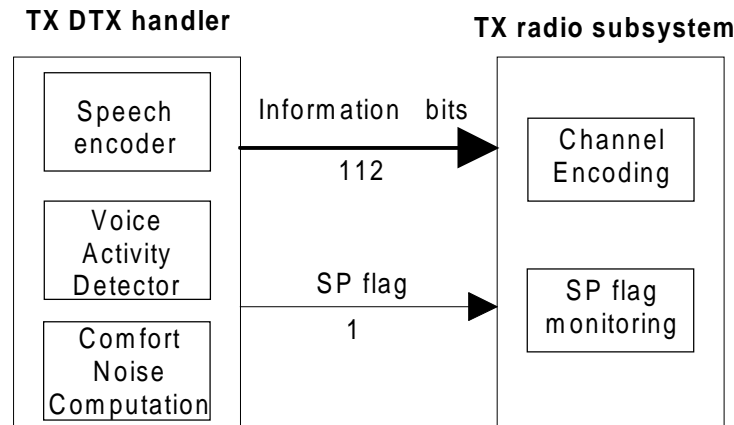 TX DTX handler
TX radio subsystem
Speech
encoder
Information bits
112
Channel
Encoding
Voice
Activity
Detector
SP flag
1
SP flag
monitoring
Comfort
Noise
Computation